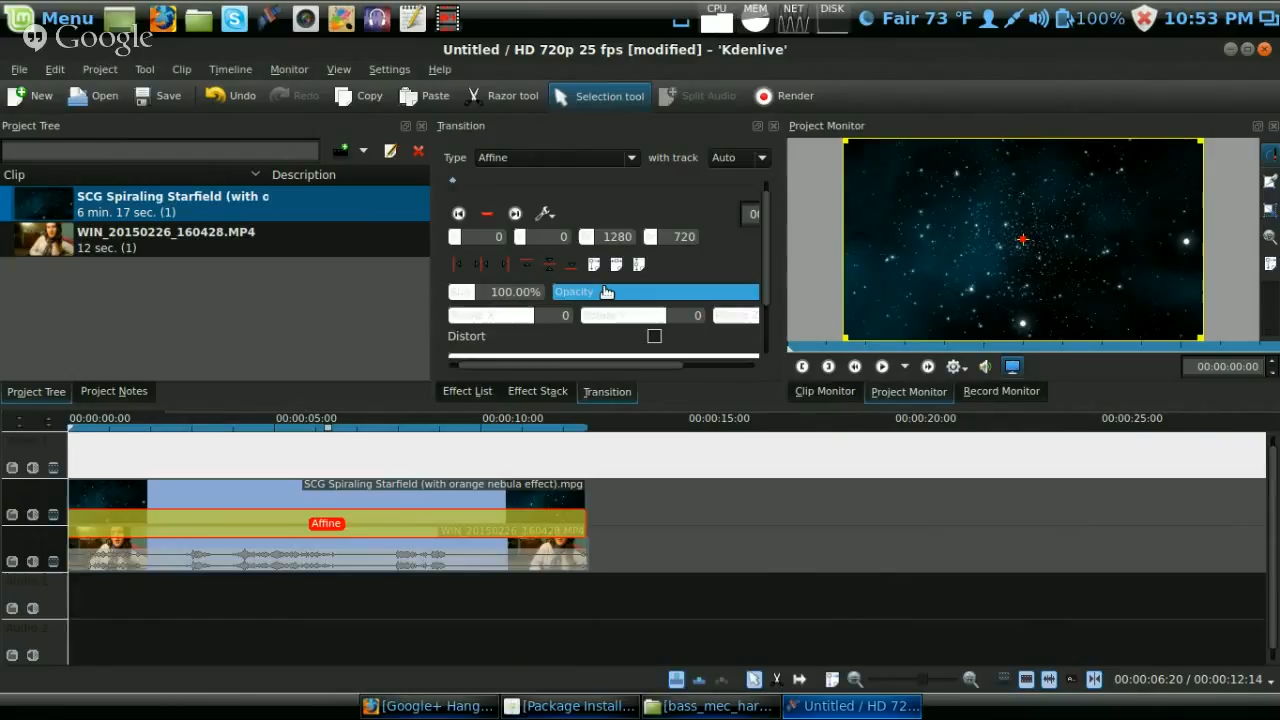 Menu
CPU MEM NET DISK
Fair 73 °F 100% 10:53 PM
Google
Untitled / HD 720p 25 fps [modified] – 'Kdenlive'
File Edit Project Tool Clip Timeline Monitor View Settings Help
New Open Save Undo Redo Copy Paste Razor tool Selection tool Split Audio Render
Project Tree
Transition
Project Monitor
Type Affine with track Auto
Clip Description
SCG Spiraling Starfield (with o
6 min. 17 sec. (1)
WIN_20150226_160428.MP4
12 sec. (1)
0 0 1280 720
100.00% Opacity
0 0
Distort
Project Tree Project Notes
Effect List Effect Stack Transition
00:00:00:00
Clip Monitor Project Monitor Record Monitor
00:00:00:00 00:00:05:00 00:00:10:00 00:00:15:00 00:00:20:00 00:00:25:00
SCG Spiraling Starfield (with orange nebula effect).mpg
Affine
WIN_20150226_160428.MP4
Audio 1
Audio 2
00:00:06:20 / 00:00:12:14
[Google+ Hang... [Package Install... [bass_mec_har... Untitled / HD 72...